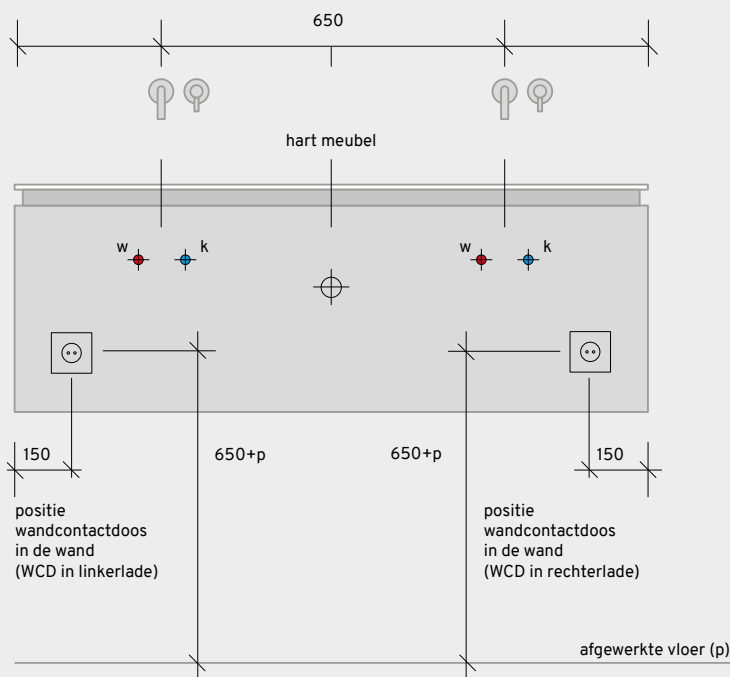 650
hart meubel
w k w k
150 650+p 650+p 150
positie
wandcontactdoos
in de wand
(WCD in linkerlade)
positie
wandcontactdoos
in de wand
(WCD in rechterlade)
afgewerkte vloer (p)